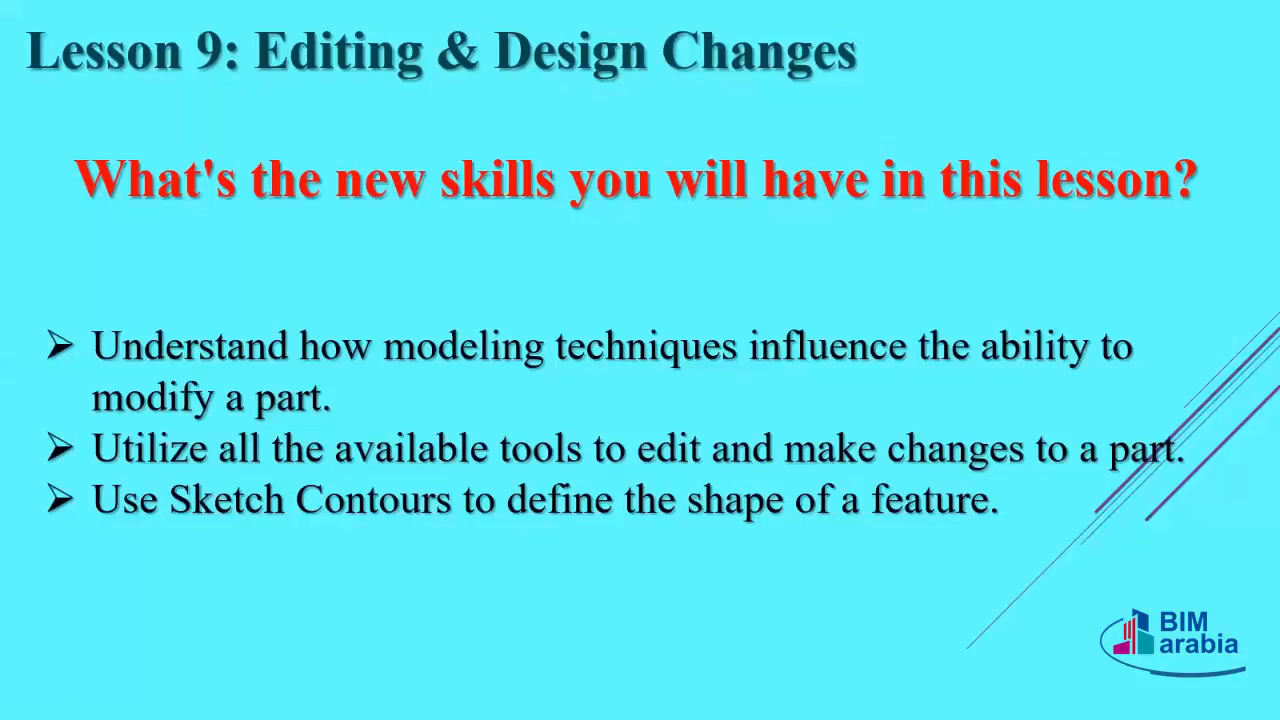 Lesson 9: Editing & Design Changes
What's the new skills you will have in this lesson?
➢ Understand how modeling techniques influence the ability to
modify a part.
➢ Utilize all the available tools to edit and make changes to a part.
➢ Use Sketch Contours to define the shape of a feature.
BIM
arabia